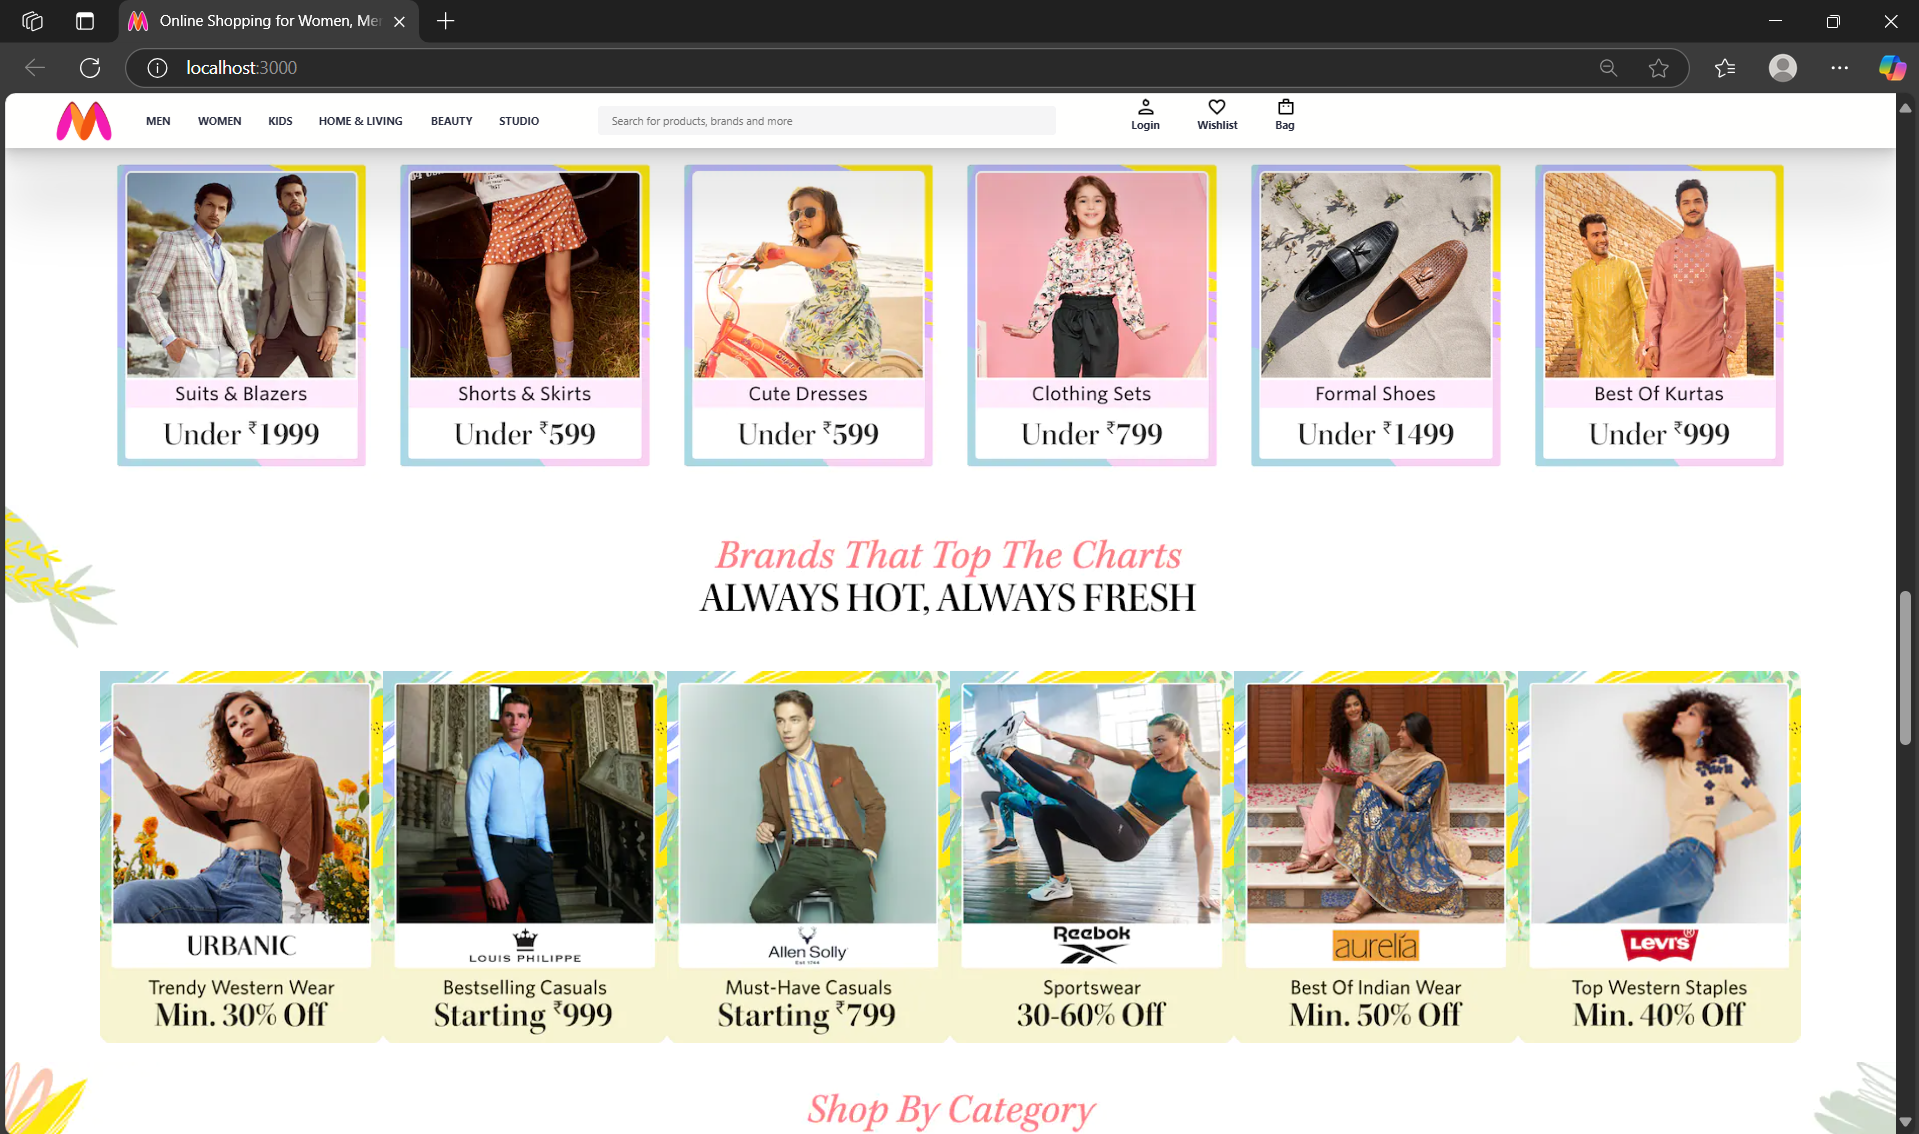 Online Shopping for Women, Mer
localhost:3000
MEN WOMEN KIDS HOME & LIVING BEAUTY STUDIO
Search for products, brands and more
Login Wishlist Bag
Suits & Blazers
Under ₹1999
Shorts & Skirts
Under ₹599
Cute Dresses
Under ₹599
Clothing Sets
Under ₹799
Formal Shoes
Under ₹1499
Best Of Kurtas
Under ₹999
Brands That Top The Charts
ALWAYS HOT, ALWAYS FRESH
URBANIC
Trendy Western Wear
Min. 30% Off
LOUIS PHILIPPE
Bestselling Casuals
Starting ₹999
Allen Solly
Est 1744
Must-Have Casuals
Starting ₹799
Reebok
Sportswear
30-60% Off
aurelia
Best Of Indian Wear
Min. 50% Off
LEVI'S®
Top Western Staples
Min. 40% Off
Shop By Category